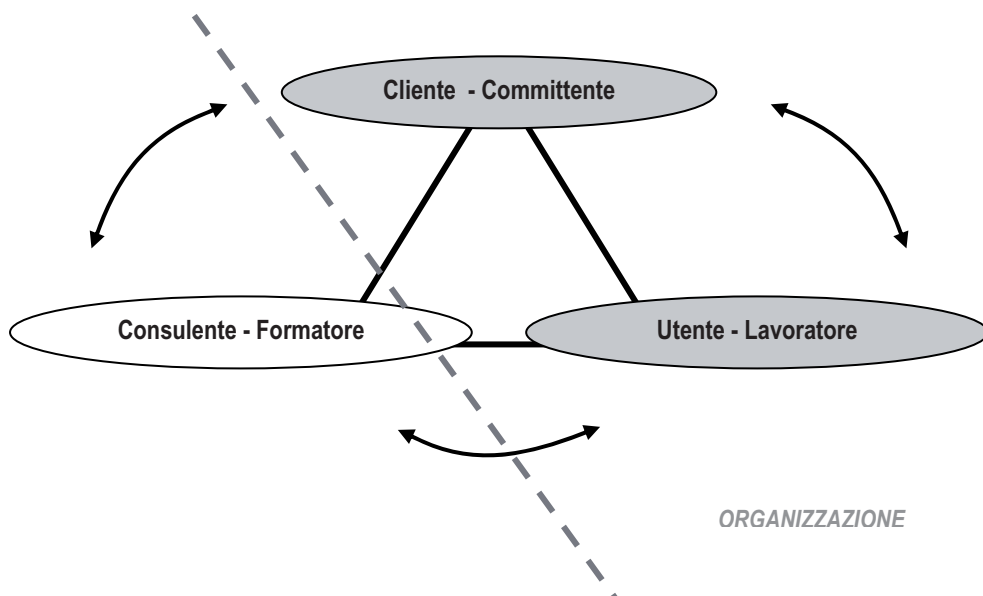 Cliente - Committente
Consulente - Formatore
Utente - Lavoratore
ORGANIZZAZIONE